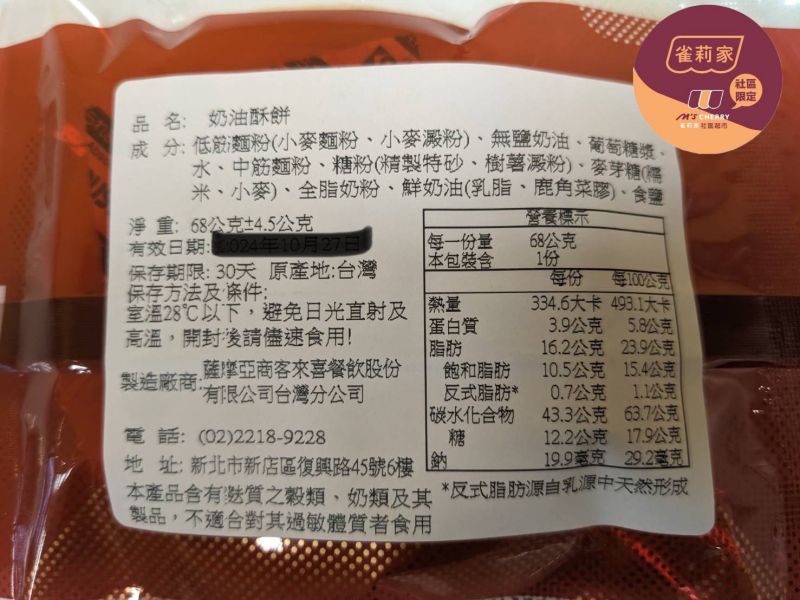 雀莉家
社區
限定
M'S CHERRY
雀莉家社區超市
品 名: 奶油酥餅
成 分: 低筋麵粉(小麥麵粉、小麥澱粉)、無鹽奶油、葡萄糖漿、
水、中筋麵粉、糖粉(精製特砂、樹薯澱粉)、麥芽糖(糯
米、小麥)、全脂奶粉、鮮奶油(乳脂、鹿角菜膠)、食鹽
淨 重: 68公克±4.5公克
有效日期: 2024年10月27日
保存期限: 30天 原產地:台灣
保存方法及條件:
室溫28℃以下，避免日光直射及
高溫，開封後請儘速食用!
製造廠商: 薩摩亞商客來喜餐飲股份
有限公司台灣分公司
電 話: (02)2218-9228
地 址: 新北市新店區復興路45號6樓
本產品含有麩質之穀類、奶類及其
製品，不適合對其過敏體質者食用
營養標示
每一份量 68公克
本包裝含 1份
每份 每100公克
熱量 334.6大卡 493.1大卡
蛋白質 3.9公克 5.8公克
脂肪 16.2公克 23.9公克
飽和脂肪 10.5公克 15.4公克
反式脂肪* 0.7公克 1.1公克
碳水化合物 43.3公克 63.7公克
糖 12.2公克 17.9公克
鈉 19.9毫克 29.2毫克
*反式脂肪源自乳源中天然形成